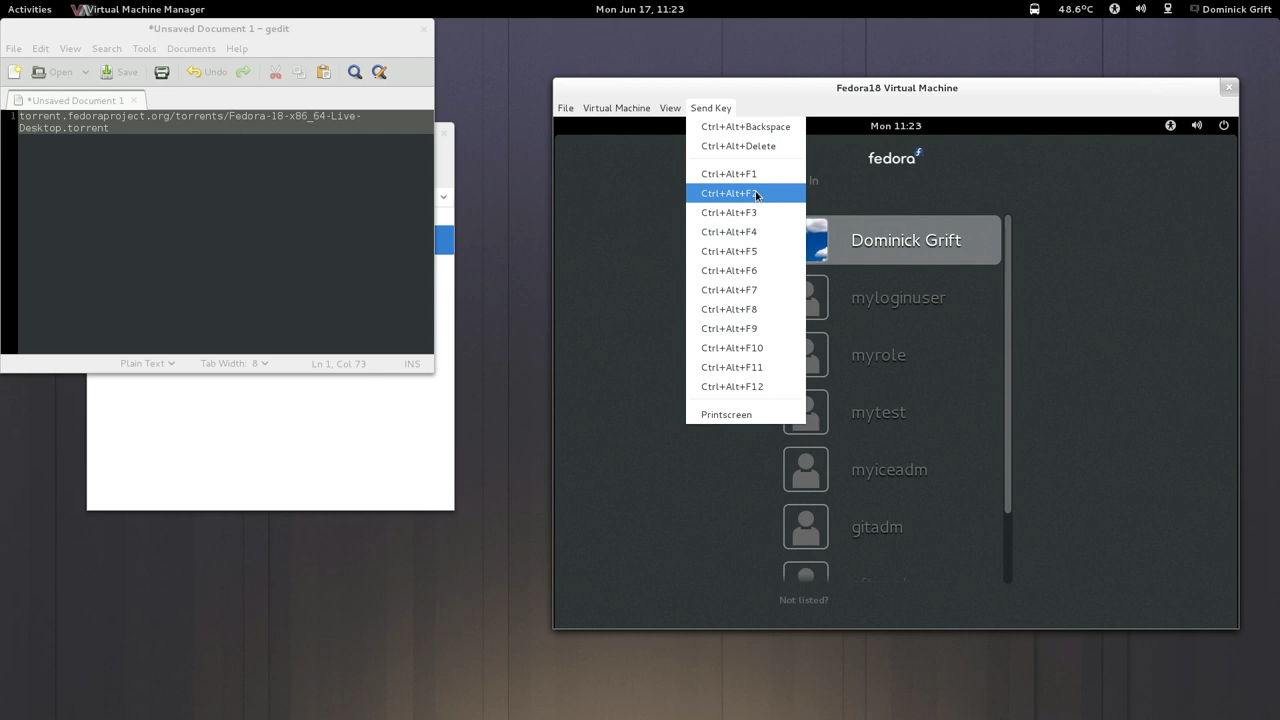 Activities
Virtual Machine Manager
Mon Jun 17, 11:23
48.6°C
Dominick Grift
*Unsaved Document 1 – gedit
File Edit View Search Tools Documents Help
Open
Save
Undo
*Unsaved Document 1
1
torrent.fedoraproject.org/torrents/Fedora-18-x86_64-Live-
Desktop.torrent
Plain Text
Tab Width: 8
Ln 1, Col 73
INS
Fedora18 Virtual Machine
File Virtual Machine View Send Key
Mon 11:23
fedora
In
Ctrl+Alt+Backspace
Ctrl+Alt+Delete
Ctrl+Alt+F1
Ctrl+Alt+F2
Ctrl+Alt+F3
Ctrl+Alt+F4
Ctrl+Alt+F5
Ctrl+Alt+F6
Ctrl+Alt+F7
Ctrl+Alt+F8
Ctrl+Alt+F9
Ctrl+Alt+F10
Ctrl+Alt+F11
Ctrl+Alt+F12
Printscreen
Dominick Grift
myloginuser
myrole
mytest
myiceadm
gitadm
Not listed?